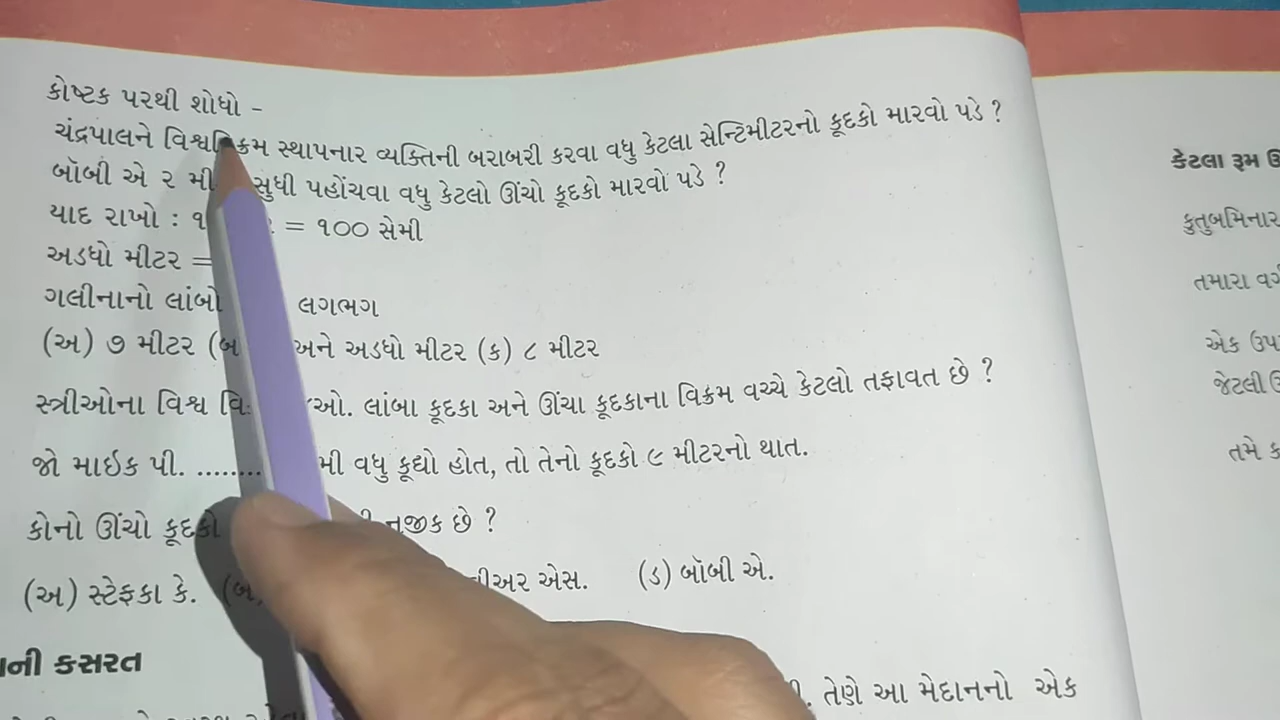 કોષ્ટક પરથી શોધો -
ચંદ્રપાલને વિશ્વવિક્રમ સ્થાપનાર વ્યક્તિની બરાબરી કરવા વધુ કેટલા સેન્ટિમીટરનો કૂદકો મારવો પડે ?
બૉબી એ ૨ સુધી પહોંચવા વધુ કેટલો ઊંચો કૂદકો મારવો પડે ?
યાદ રાખો : ૧ = ૧૦૦ સેમી
અડધો મીટર =
ગલીનાનો લાંબો લગભગ
(અ) ૭ મીટર (બ અને અડધો મીટર (ક) ૮ મીટર
સ્ત્રીઓના વિશ્વ જુઓ. લાંબા કૂદકા અને ઊંચા કૂદકાના વિક્રમ વચ્ચે કેટલો તફાવત છે ?
જો માઇક પી. ........ મી વધુ કૂદ્યો હોત, તો તેનો કૂદકો ૯ મીટરનો થાત.
કોનો ઊંચો કૂદકો નજીક છે ?
(અ) સ્ટેફકા કે. (બ) એસ. (ડ) બૉબી એ.
કસરત
તેણે આ મેદાનનો એક
કેટલા રૂમ
કુતુબમિનાર
તમારા
એક
જેટલી
તમે